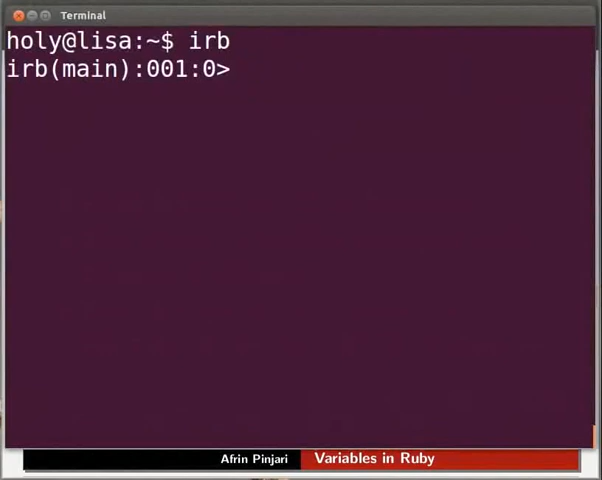 Terminal
holy@lisa:~$ irb
irb(main):001:0>
Afrin Pinjari
Variables in Ruby